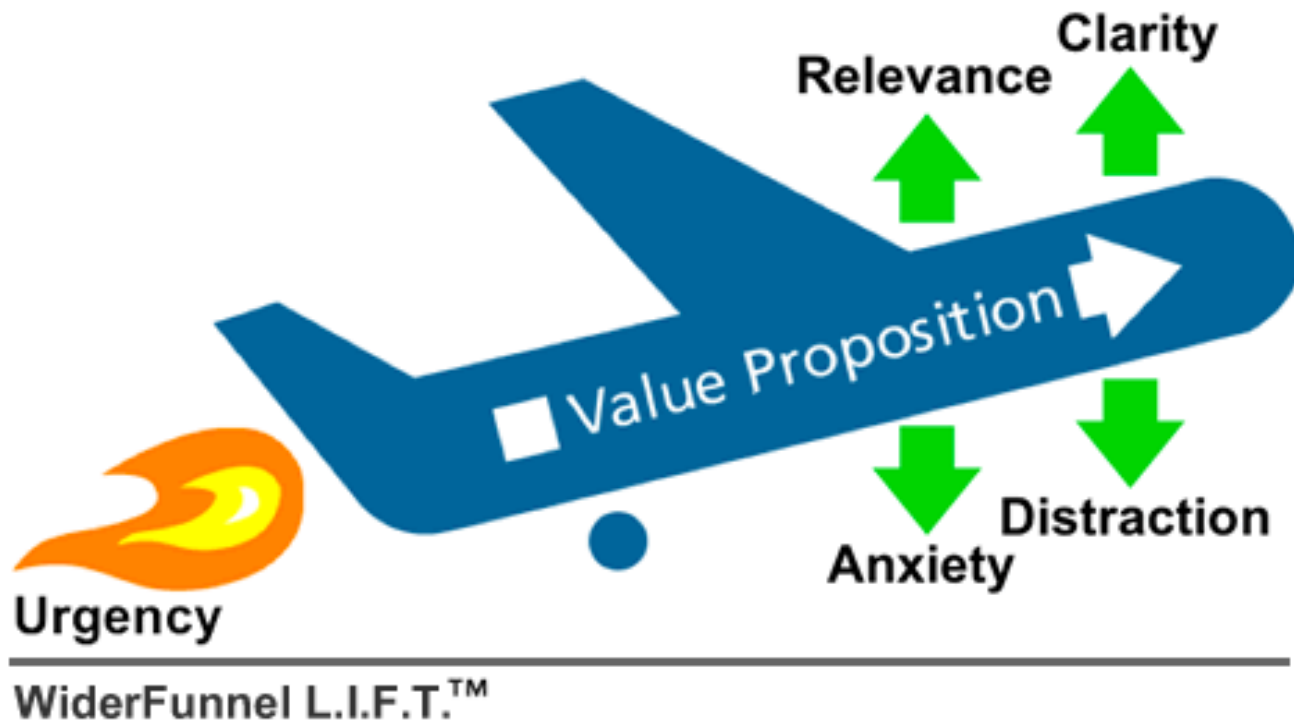 Clarity
Relevance
Value Proposition
Distraction
Anxiety
Urgency
WiderFunnel L.I.F.T.™